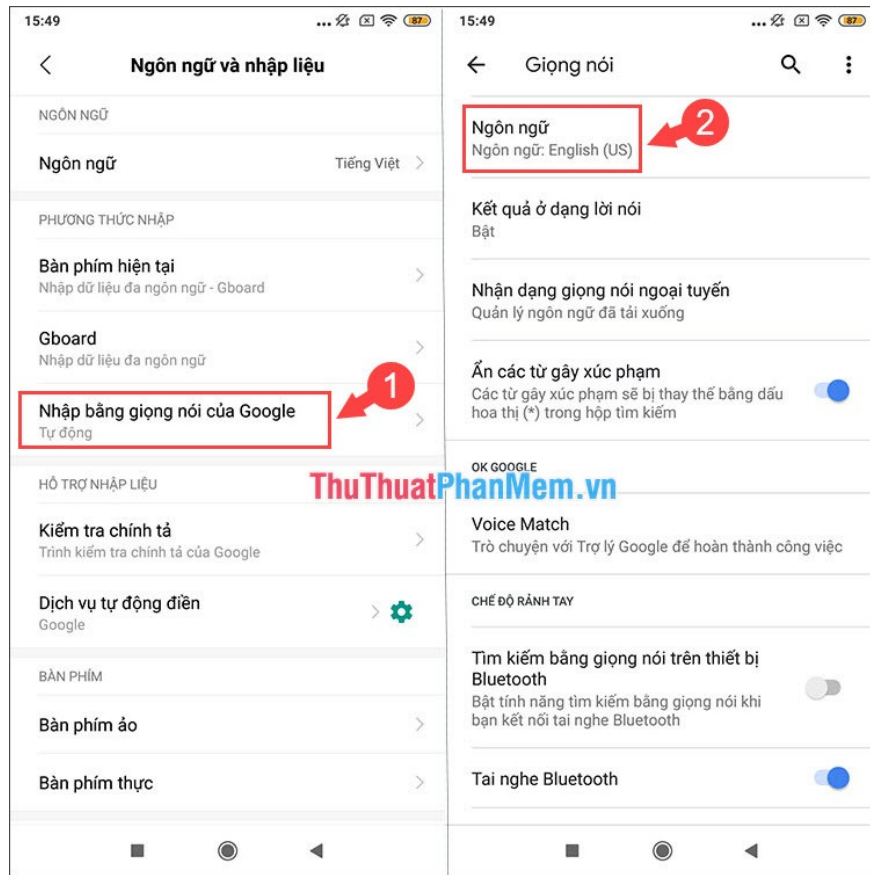 15:49
... 87
Ngôn ngữ và nhập liệu
NGÔN NGỮ
Ngôn ngữ Tiếng Việt
PHƯƠNG THỨC NHẬP
Bàn phím hiện tại
Nhập dữ liệu đa ngôn ngữ - Gboard
Gboard
Nhập dữ liệu đa ngôn ngữ
1
Nhập bằng giọng nói của Google
Tự động
HỖ TRỢ NHẬP LIỆU
Kiểm tra chính tả
Trình kiểm tra chính tả của Google
Dịch vụ tự động điền
Google
BÀN PHÍM
Bàn phím ảo
Bàn phím thực
15:49
... 87
Giọng nói
2
Ngôn ngữ
Ngôn ngữ: English (US)
Kết quả ở dạng lời nói
Bật
Nhận dạng giọng nói ngoại tuyến
Quản lý ngôn ngữ đã tải xuống
Ẩn các từ gây xúc phạm
Các từ gây xúc phạm sẽ bị thay thế bằng dấu
hoa thị (*) trong hộp tìm kiếm
OK GOOGLE
ThuThuatPhanMem.vn
Voice Match
Trò chuyện với Trợ lý Google để hoàn thành công việc
CHẾ ĐỘ RẢNH TAY
Tìm kiếm bằng giọng nói trên thiết bị
Bluetooth
Bật tính năng tìm kiếm bằng giọng nói khi
bạn kết nối tai nghe Bluetooth
Tai nghe Bluetooth